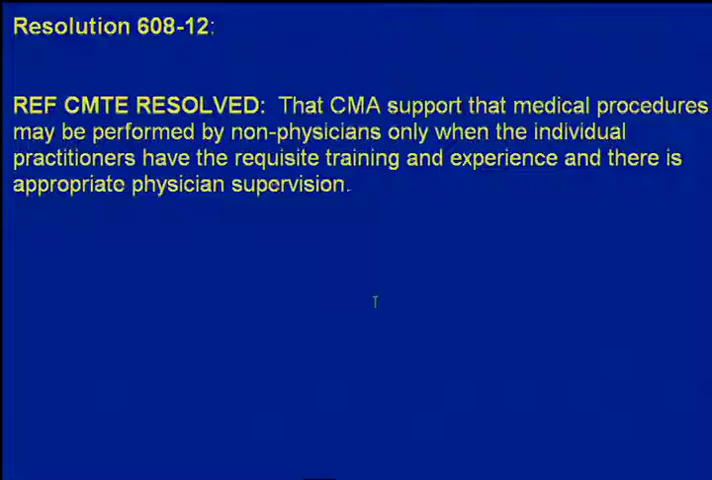 Resolution 608-12:
REF CMTE RESOLVED: That CMA support that medical procedures
may be performed by non-physicians only when the individual
practitioners have the requisite training and experience and there is
appropriate physician supervision.